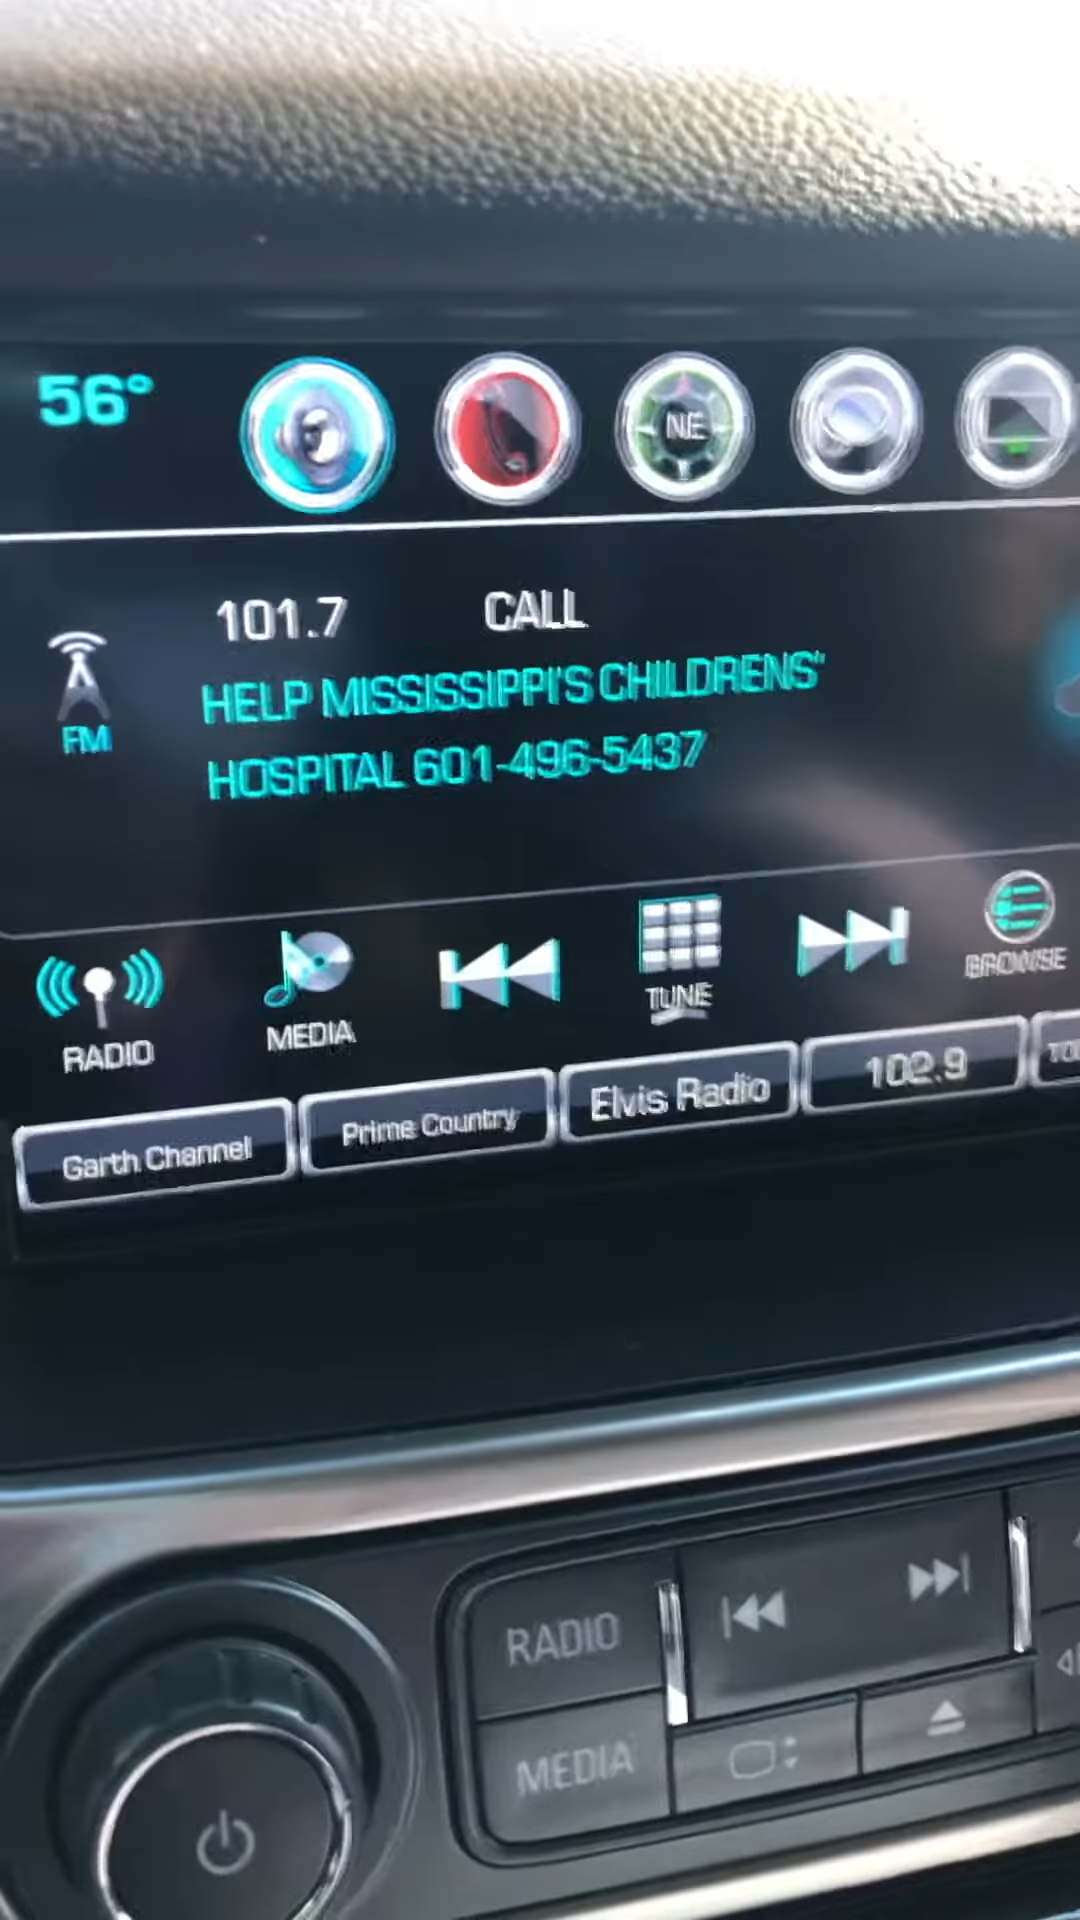 56°
NE
101.7 CALL
HELP MISSISSIPPI'S CHILDRENS'
HOSPITAL 601-496-5437
FM
RADIO
MEDIA
TUNE
BROWSE
Garth Channel
Prime Country
Elvis Radio
102.9
RADIO
MEDIA